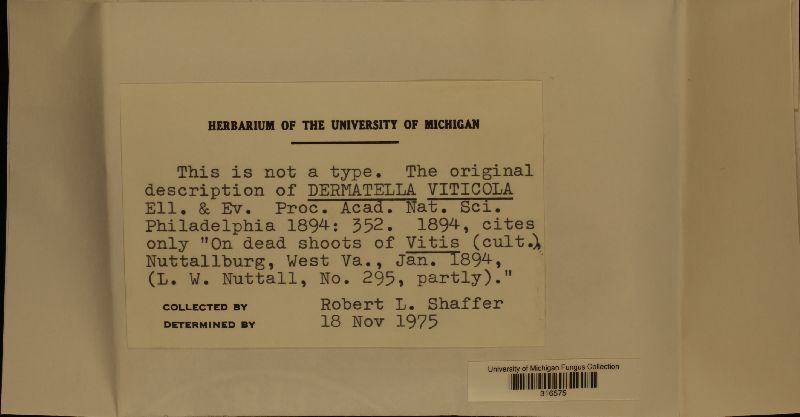 HERBARIUM OF THE UNIVERSITY OF MICHIGAN
This is not a type. The original
description of DERMATELLA VITICOLA
Ell. & Ev. Proc. Acad. Nat. Sci.
Philadelphia 1894: 352. 1894, cites
only "On dead shoots of Vitis (cult.),
Nuttallburg, West Va., Jan. 1894,
(L. W. Nuttall, No. 295, partly)."
COLLECTED BY Robert L. Shaffer
DETERMINED BY 18 Nov 1975
University of Michigan Fungus Collection
316575